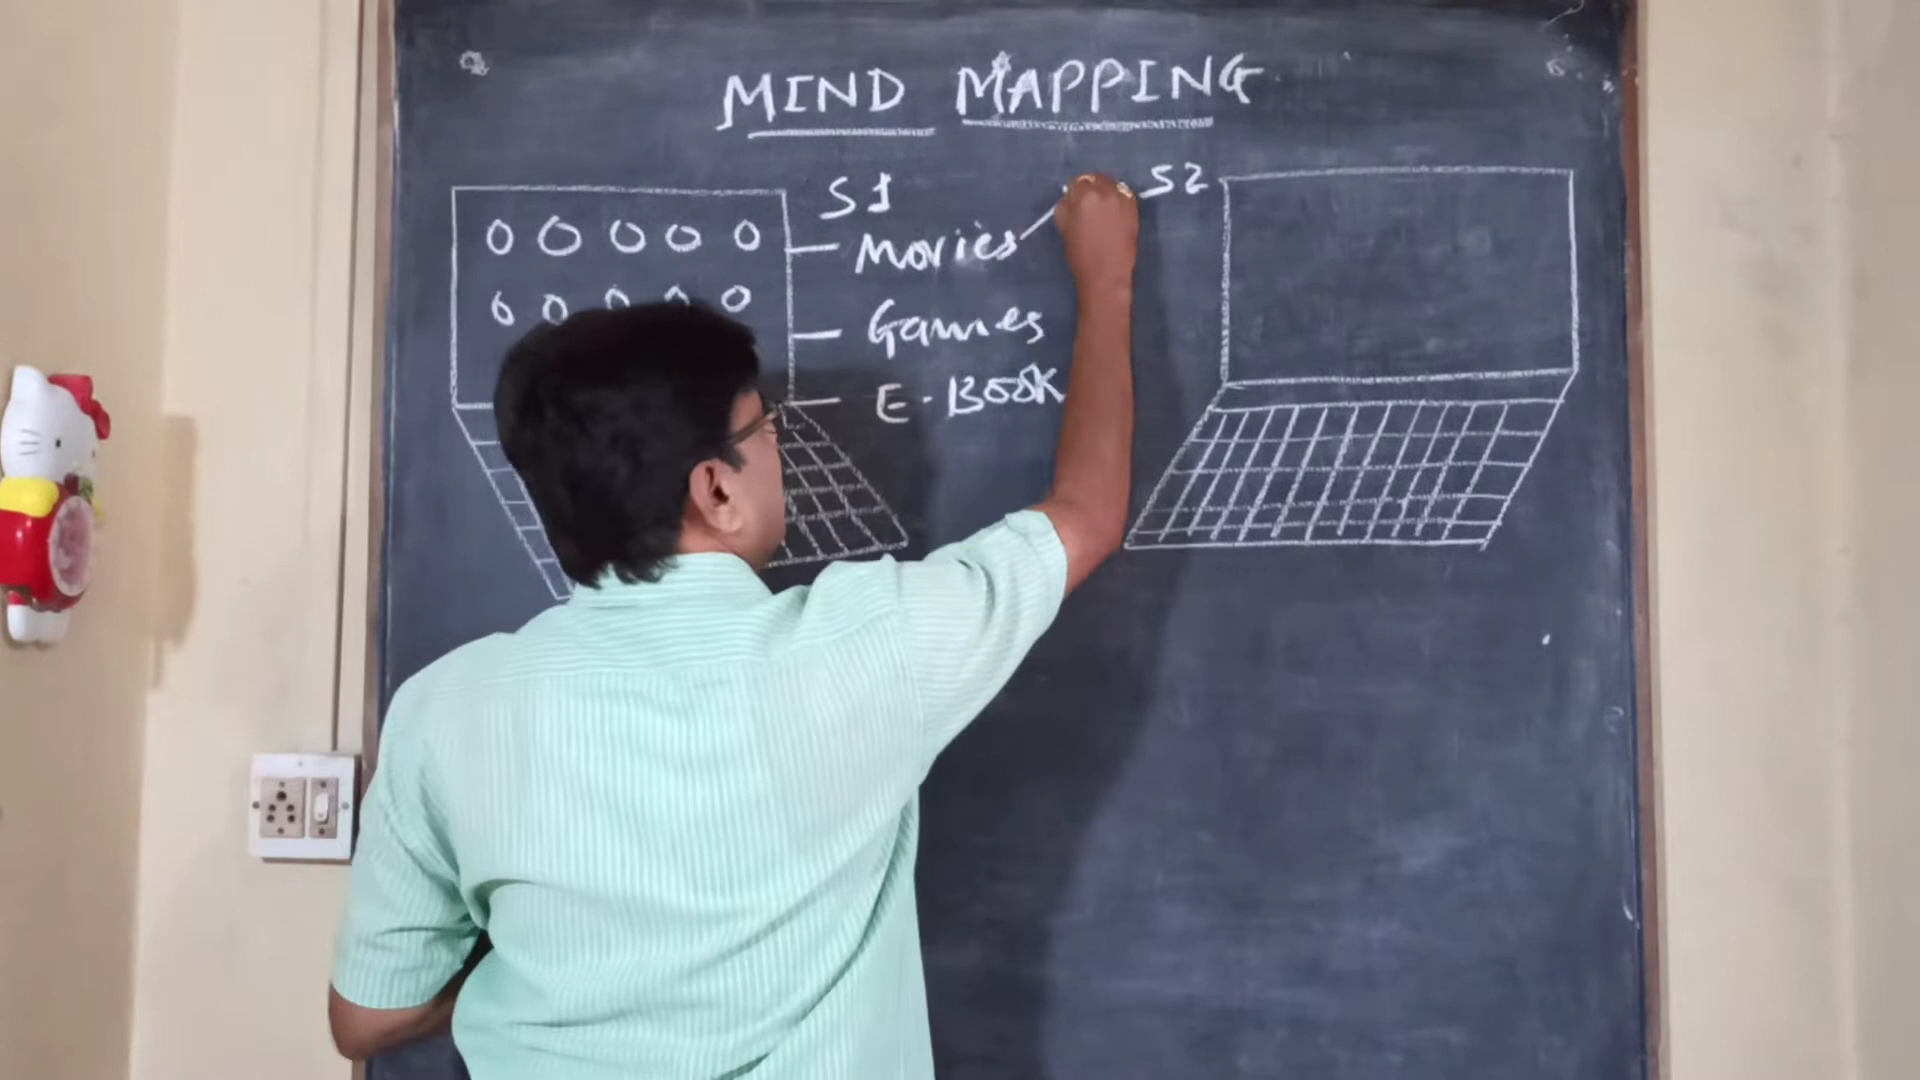 MIND MAPPING
S1
S2
O O O O O
Movies
O O O O O
Games
E-Book